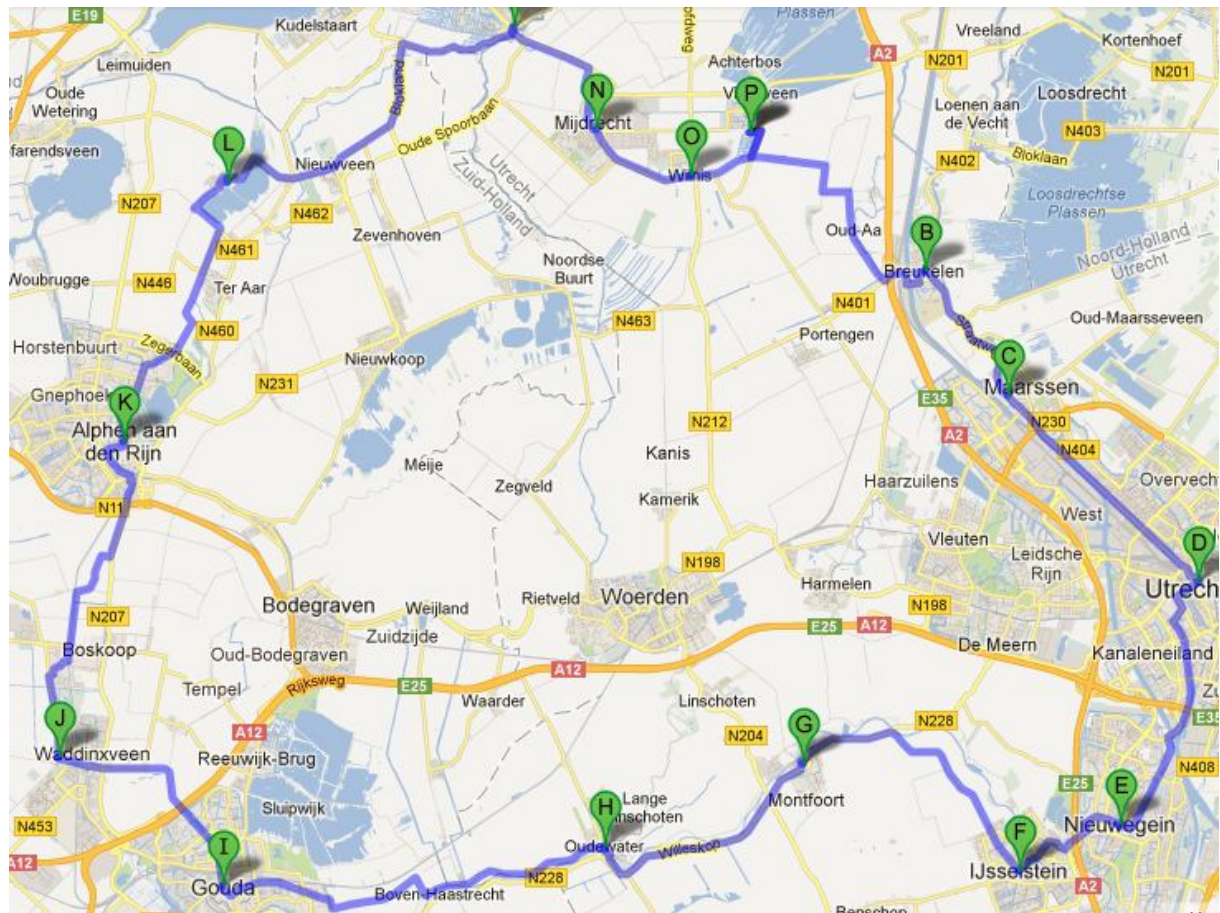 E19
Kudelstaart
Plassen
Vreeland
Kortenhoef
Leimuiden
A2
N201
N201
Achterbos
Oude
Wetering
Blokland
N
P
Loenen aan
de Vecht
Loosdrecht
Mijdrecht
N403
L
Oude Spoorbaan
O
Bloklaan
Nieuwveen
Utrecht
Zuid-Holland
N402
N207
Loosdrechtse
Plassen
N462
Oud-Aa
B
Zevenhoven
N461
Noordse
Buurt
Breukelen
Noord-Holland
Utrecht
Woubrugge
N446
Ter Aar
N401
N463
Oud-Maarsseveen
N460
Portengen
Horstenbuurt
Zegerbaan
Nieuwkoop
C
Maarssen
N231
E35
K
N212
N230
A2
Alphen aan
den Rijn
N404
Kanis
Meije
Overvecht
Zegveld
Haarzuilens
Kamerik
N11
West
D
Vleuten
Leidsche
Rijn
N198
Harmelen
Utrech
Bodegraven
Weijland
Rietveld
Woerden
N198
N207
Zuidzijde
E25
A12
De Meern
Boskoop
Oud-Bodegraven
Kanaleneiland
A12
Rijksweg
E25
Tempel
Waarder
Linschoten
J
G
N228
E35
A12
N204
Waddinxveen
Reeuwijk-Brug
N408
E25
E
H
Lange
Montfoort
Sluipwijk
N453
Nieuwegein
F
I
Oudewater
Willeskop
A12
N228
IJsselstein
Gouda
Boven-Haastrecht
A2
Benschop